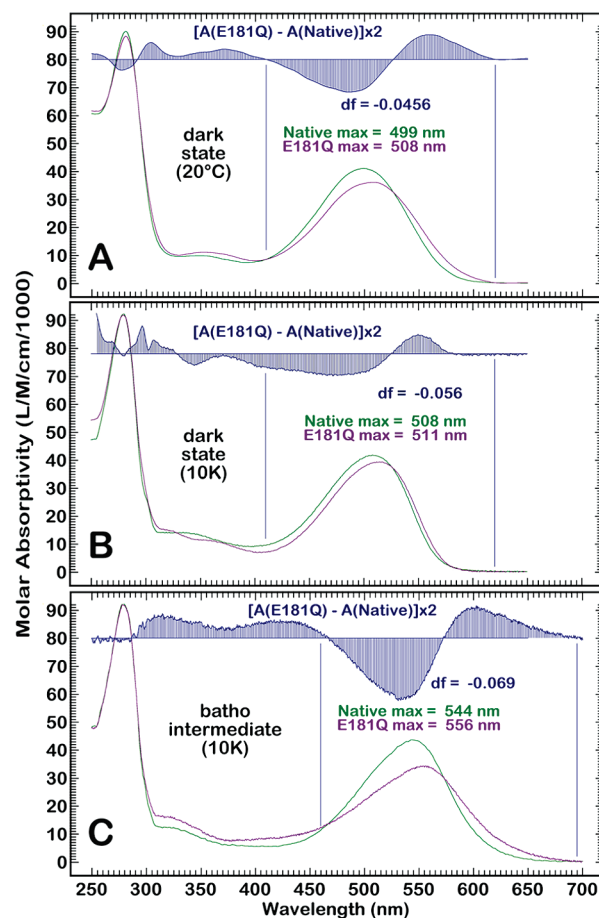 [A(E181Q) - A(Native)]x2
df = -0.0456
Native max = 499 nm
E181Q max = 508 nm
dark
state
(20°C)
A
90
80
70
60
50
40
30
20
10
0
[A(E181Q) - A(Native)]x2
df = -0.056
Native max = 508 nm
E181Q max = 511 nm
dark
state
(10K)
B
90
80
70
60
50
40
30
20
10
0
[A(E181Q) - A(Native)]x2
df = -0.069
Native max = 544 nm
E181Q max = 556 nm
batho
intermediate
(10K)
C
90
80
70
60
50
40
30
20
10
0
250 300 350 400 450 500 550 600 650 700
Wavelength (nm)
Molar Absorptivity (L/M/cm/1000)